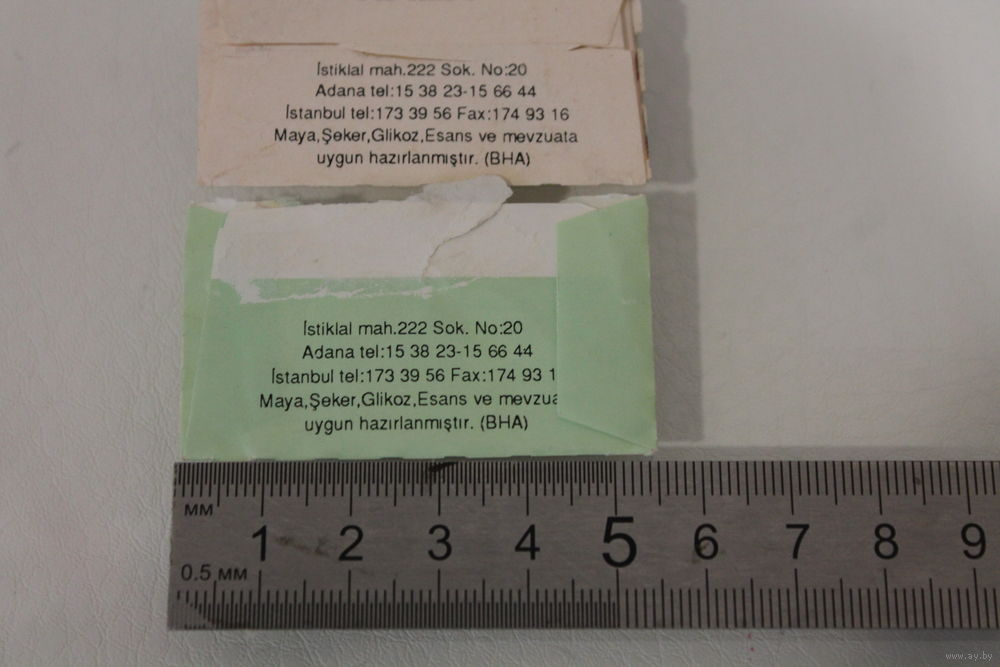 İstiklal mah.222 Sok. No:20
Adana tel:15 38 23-15 66 44
İstanbul tel:173 39 56 Fax:174 93 16
Maya,Şeker,Glikoz,Esans ve mevzuata
uygun hazırlanmıştır. (BHA)
İstiklal mah.222 Sok. No:20
Adana tel:15 38 23-15 66 44
İstanbul tel:173 39 56 Fax:174 93 1
Maya,Şeker,Glikoz,Esans ve mevzua
uygun hazırlanmıştır. (BHA)
мм
1 2 3 4 5 6 7 8 9
0.5 мм
www.ay.by